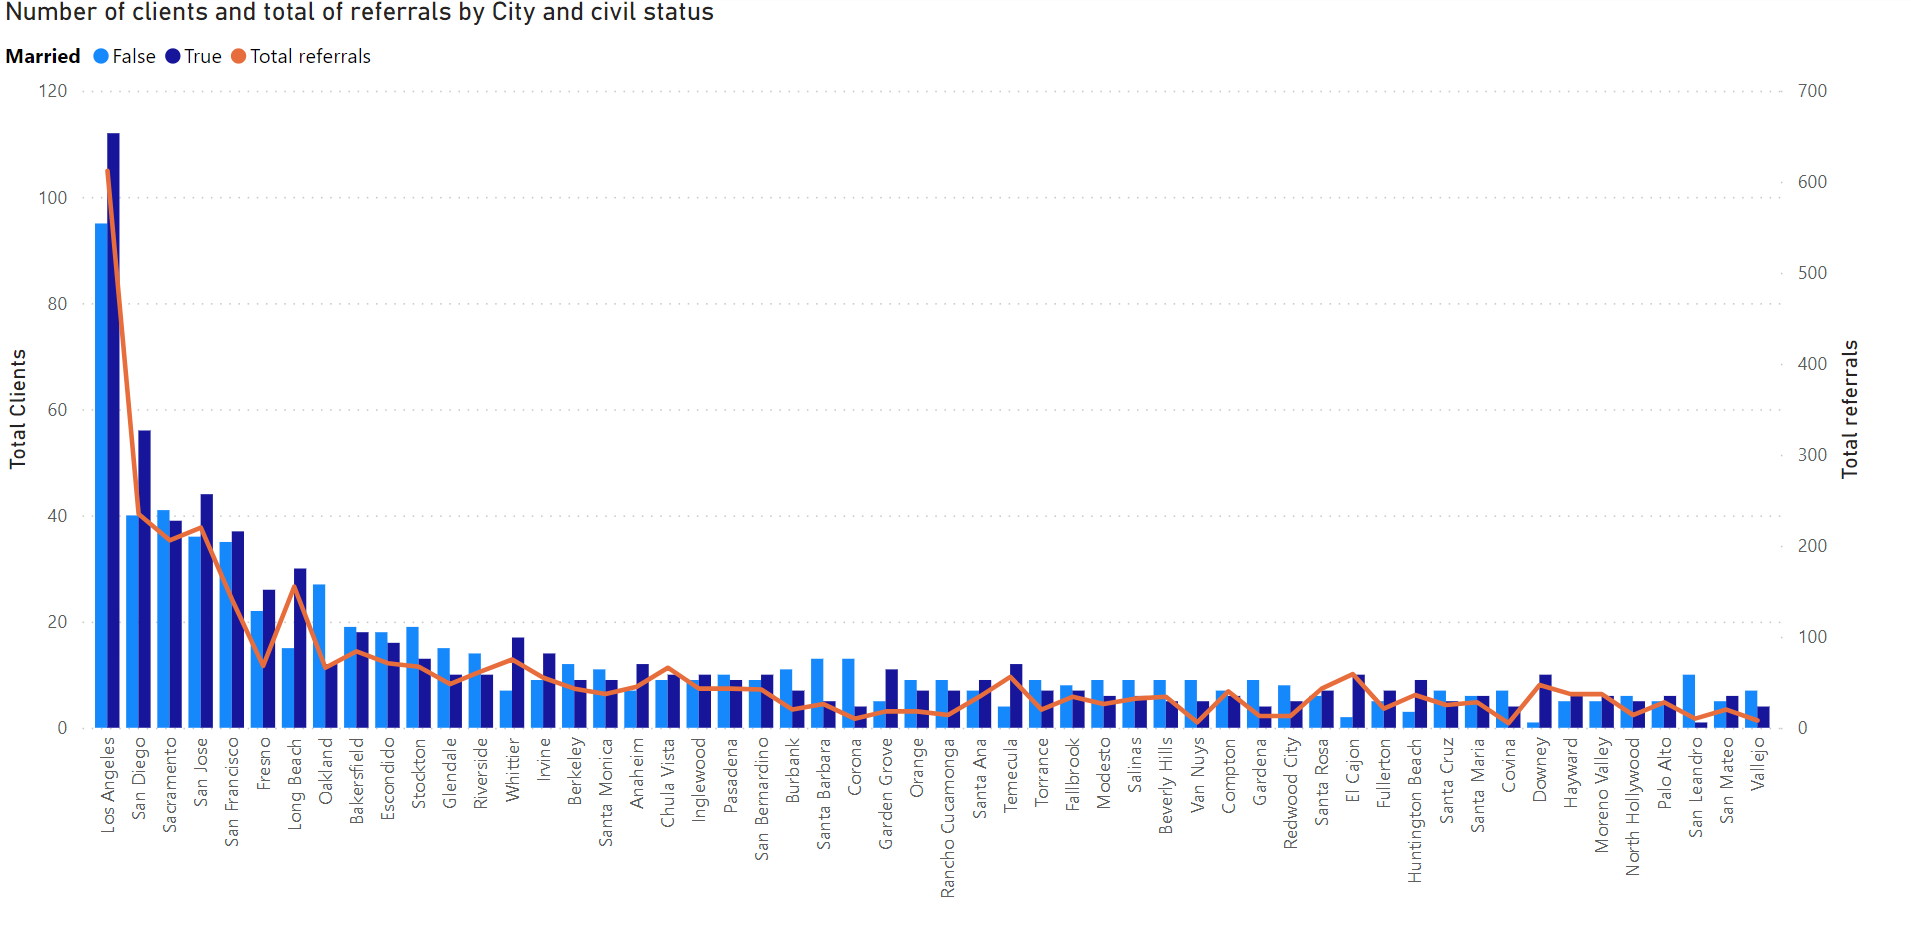 Number of clients and total of referrals by City and civil status
Married False True Total referrals
120
100
80
60
40
20
0
Total Clients
700
600
500
400
300
200
100
0
Total referrals
Los Angeles
San Diego
Sacramento
San Jose
San Francisco
Fresno
Long Beach
Oakland
Bakersfield
Escondido
Stockton
Glendale
Riverside
Whittier
Irvine
Berkeley
Santa Monica
Anaheim
Chula Vista
Inglewood
Pasadena
San Bernardino
Burbank
Santa Barbara
Corona
Garden Grove
Orange
Rancho Cucamonga
Santa Ana
Temecula
Torrance
Fallbrook
Modesto
Salinas
Beverly Hills
Van Nuys
Compton
Gardena
Redwood City
Santa Rosa
El Cajon
Fullerton
Huntington Beach
Santa Cruz
Santa Maria
Covina
Downey
Hayward
Moreno Valley
North Hollywood
Palo Alto
San Leandro
San Mateo
Vallejo